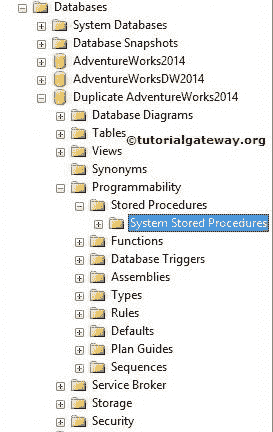 Databases
System Databases
Database Snapshots
AdventureWorks2014
AdventureWorksDW2014
Duplicate AdventureWorks2014
Database Diagrams
Tables
©tutorialgateway.org
Views
Synonyms
Programmability
Stored Procedures
System Stored Procedures
Functions
Database Triggers
Assemblies
Types
Rules
Defaults
Plan Guides
Sequences
Service Broker
Storage
Security